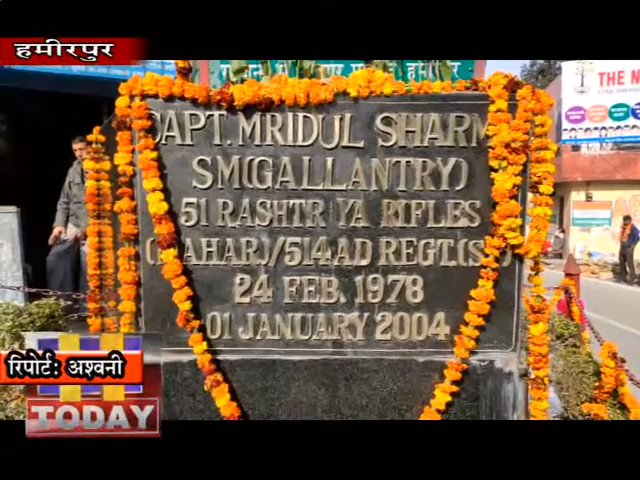 हमीरपुर
THE N
CAPT. MRIDUL SHARM
SM(GALLANTRY)
51 RASHTR YA RIFLES
AHAR)/514 AD REGT.(S
24 FEB. 1978
01 JANUARY 2004
रिपोर्ट: अश्वनी
TODAY